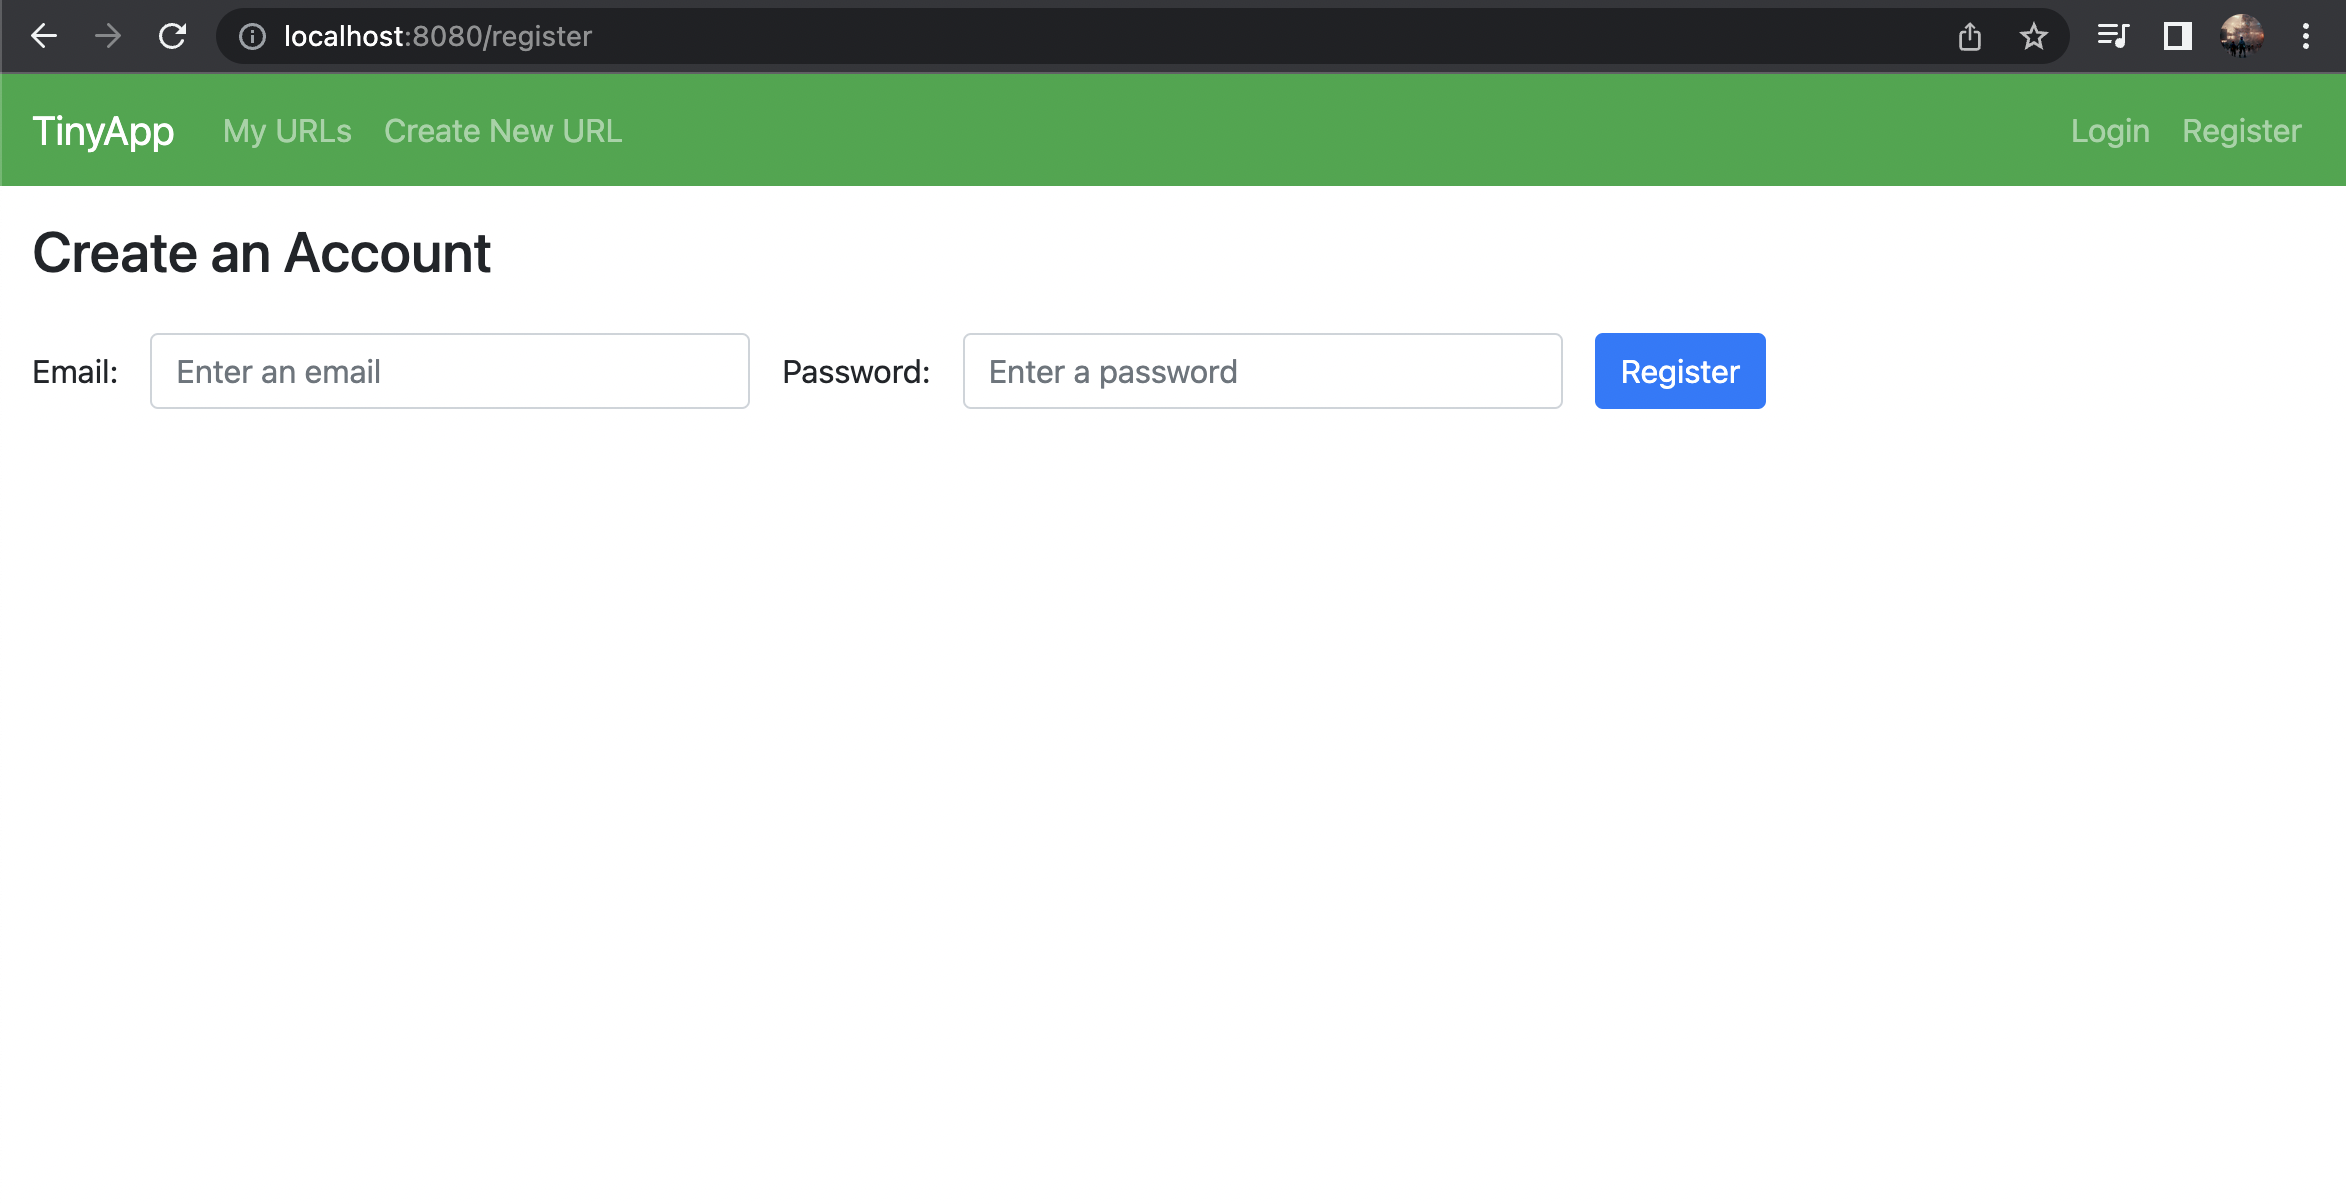 localhost:8080/register
TinyApp My URLs Create New URL Login Register
Create an Account
Email: Enter an email Password: Enter a password Register